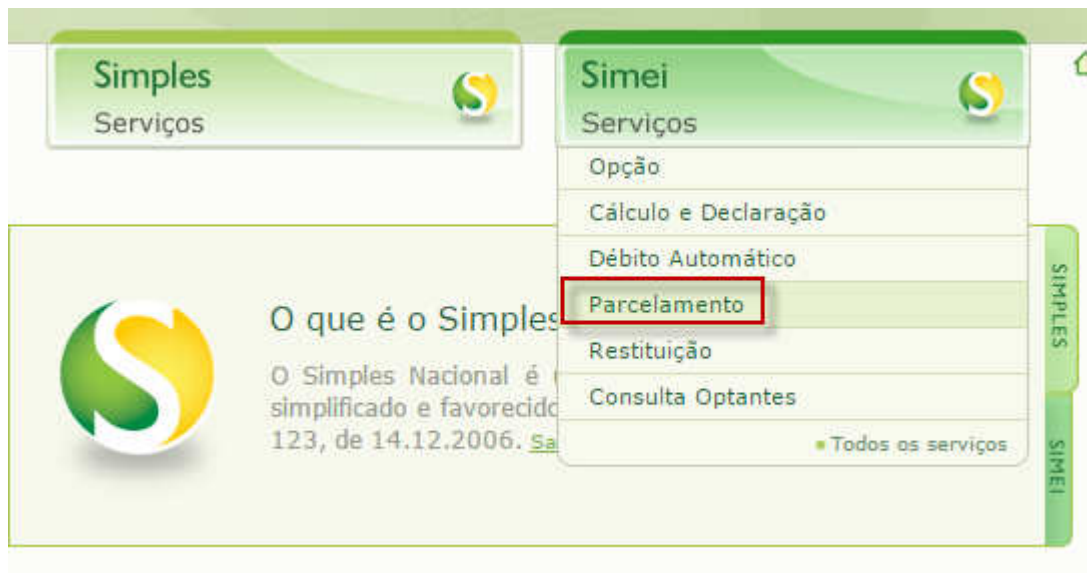 Simples
Serviços
Simei
Serviços
Opção
Cálculo e Declaração
Débito Automático
Parcelamento
Restituição
Consulta Optantes
Todos os serviços
O que é o Simples
O Simples Nacional é
simplificado e
123, de 14.12.2006.
SIMPLES
SIMEI